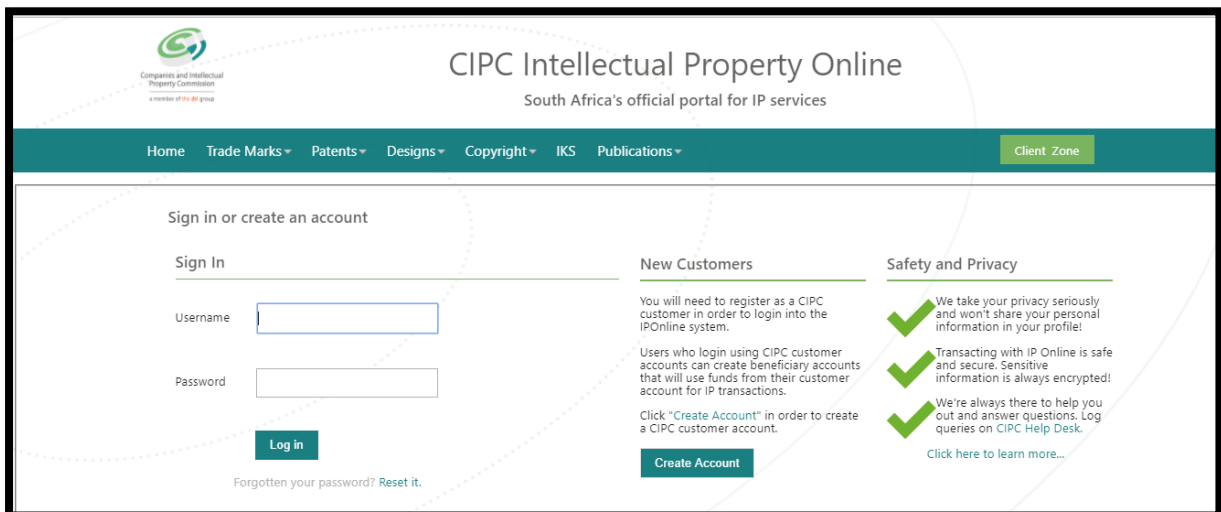 Companies and Intellectual
Property Commission
a member of the dti group
CIPC Intellectual Property Online
South Africa's official portal for IP services
Home Trade Marks Patents Designs Copyright IKS Publications Client Zone
Sign in or create an account
Sign In
Username
Password
Log in
Forgotten your password? Reset it.
New Customers
You will need to register as a CIPC
customer in order to login into the
IPOnline system.
Users who login using CIPC customer
accounts can create beneficiary accounts
that will use funds from their customer
account for IP transactions.
Click "Create Account" in order to create
a CIPC customer account.
Create Account
Safety and Privacy
We take your privacy seriously
and won't share your personal
information in your profile!
Transacting with IP Online is safe
and secure. Sensitive
information is always encrypted!
We're always there to help you
out and answer questions. Log
queries on CIPC Help Desk.
Click here to learn more...